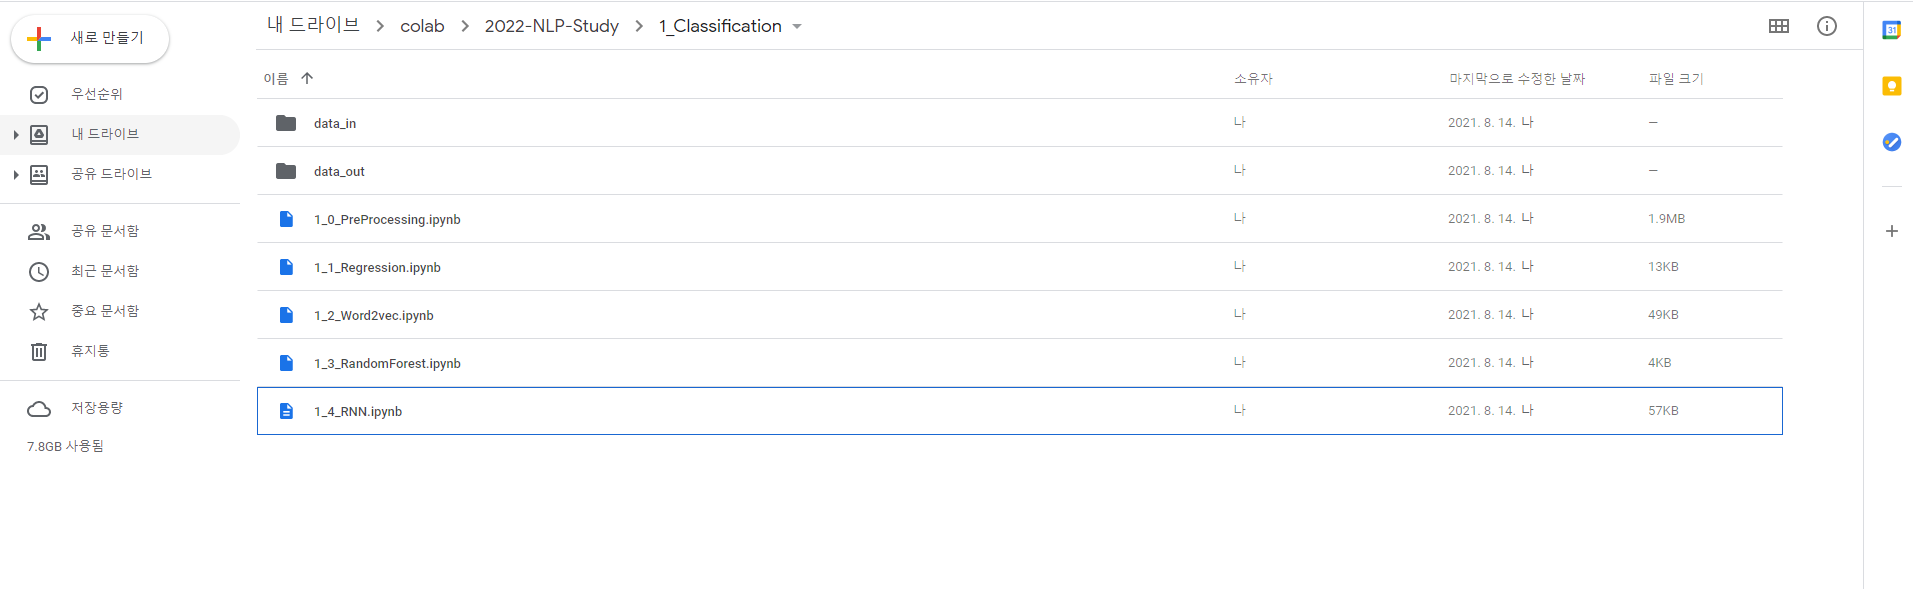 내 드라이브 colab 2022-NLP-Study 1_Classification
새로 만들기
우선순위
내 드라이브
공유 드라이브
공유 문서함
최근 문서함
중요 문서함
휴지통
저장용량
7.8GB 사용됨
이름 소유자 마지막으로 수정한 날짜 파일 크기
data_in 나 2021. 8. 14. 나 –
data_out 나 2021. 8. 14. 나 –
1_0_PreProcessing.ipynb 나 2021. 8. 14. 나 1.9MB
1_1_Regression.ipynb 나 2021. 8. 14. 나 13KB
1_2_Word2vec.ipynb 나 2021. 8. 14. 나 49KB
1_3_RandomForest.ipynb 나 2021. 8. 14. 나 4KB
1_4_RNN.ipynb 나 2021. 8. 14. 나 57KB
31